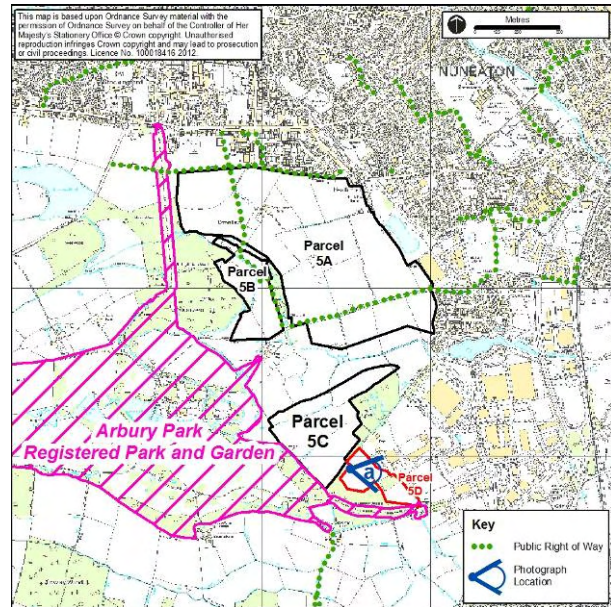 This map is based upon Ordnance Survey material with the
permission of Ordnance Survey on behalf of the Controller of Her
Majesty's Stationery Office © Crown copyright. Unauthorised
reproduction infringes Crown copyright and may lead to prosecution
or civil proceedings. Licence No. 100018416 2012.
Metres
NUNEATON
Parcel
5A
Parcel
5B
Arbury Park
Registered Park and Garden
Parcel
5C
Parcel
5D
a
Key
Public Right of Way
Photograph
Location